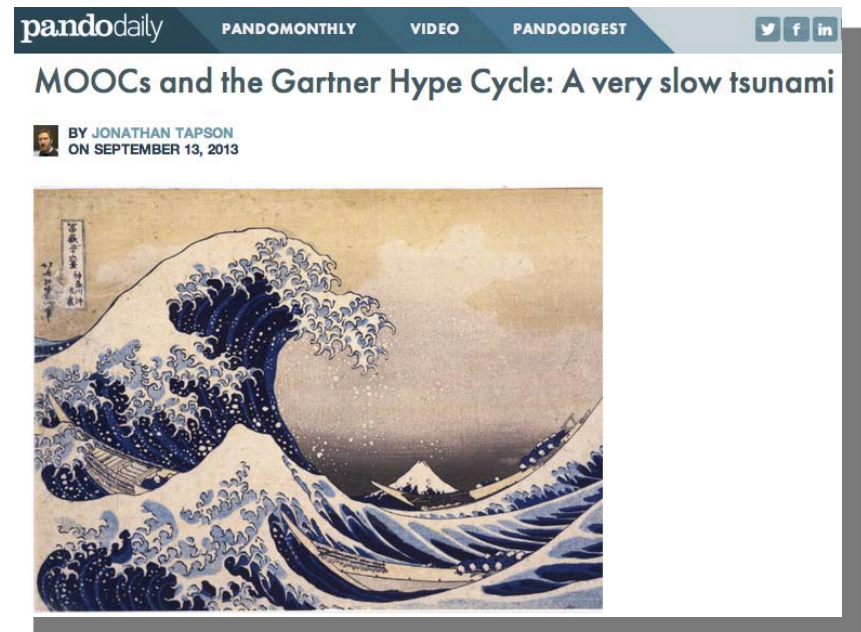 pandodaily
PANDOMONTHLY
VIDEO
PANDODIGEST
MOOCs and the Gartner Hype Cycle: A very slow tsunami
BY JONATHAN TAPSON
ON SEPTEMBER 13, 2013